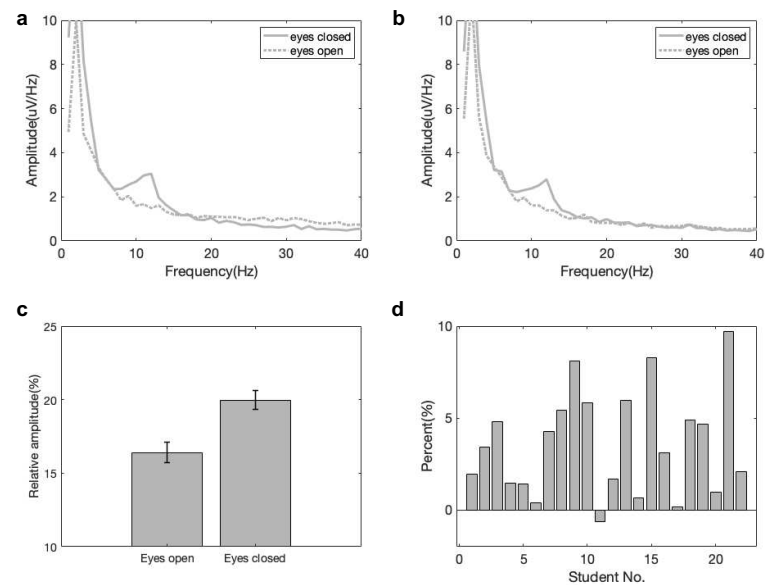 a
10
8
6
4
2
0
0 10 20 30 40
Amplitude(uV/Hz)
Frequency(Hz)
eyes closed
eyes open
b
10
8
6
4
2
0
0 10 20 30 40
Amplitude(uV/Hz)
Frequency(Hz)
eyes closed
eyes open
c
25
20
15
10
Relative amplitude(%)
Eyes open Eyes closed
d
10
5
0
0 5 10 15 20
Percent(%)
Student No.